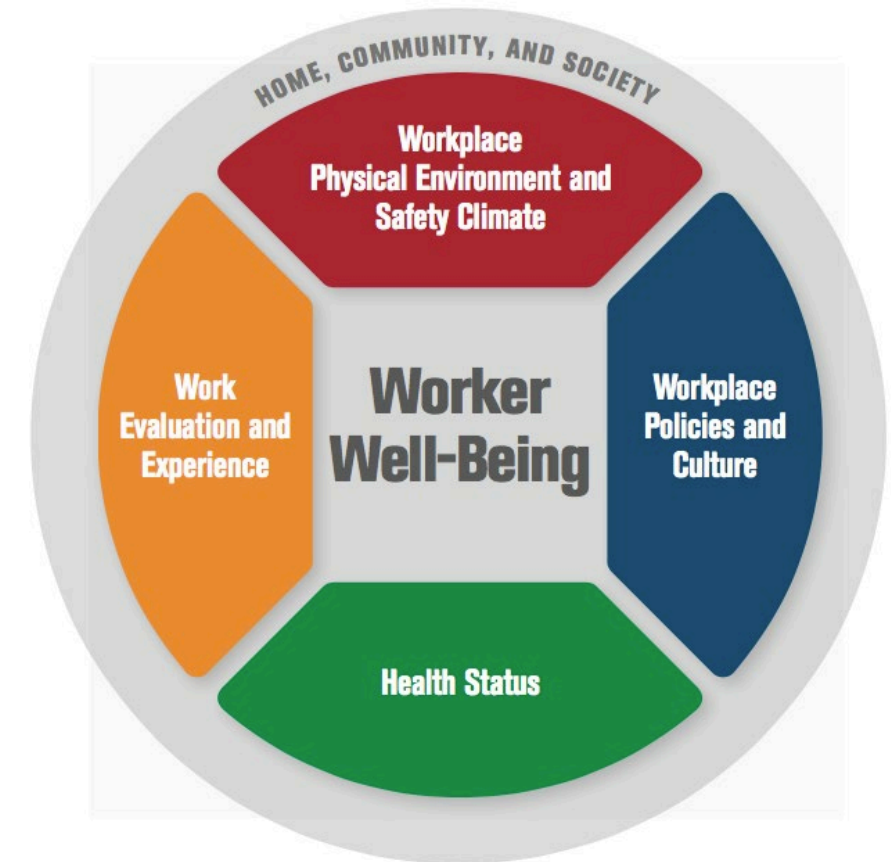 HOME, COMMUNITY, AND SOCIETY
Workplace
Physical Environment and
Safety Climate
Work
Evaluation and
Experience
Worker
Well-Being
Workplace
Policies and
Culture
Health Status